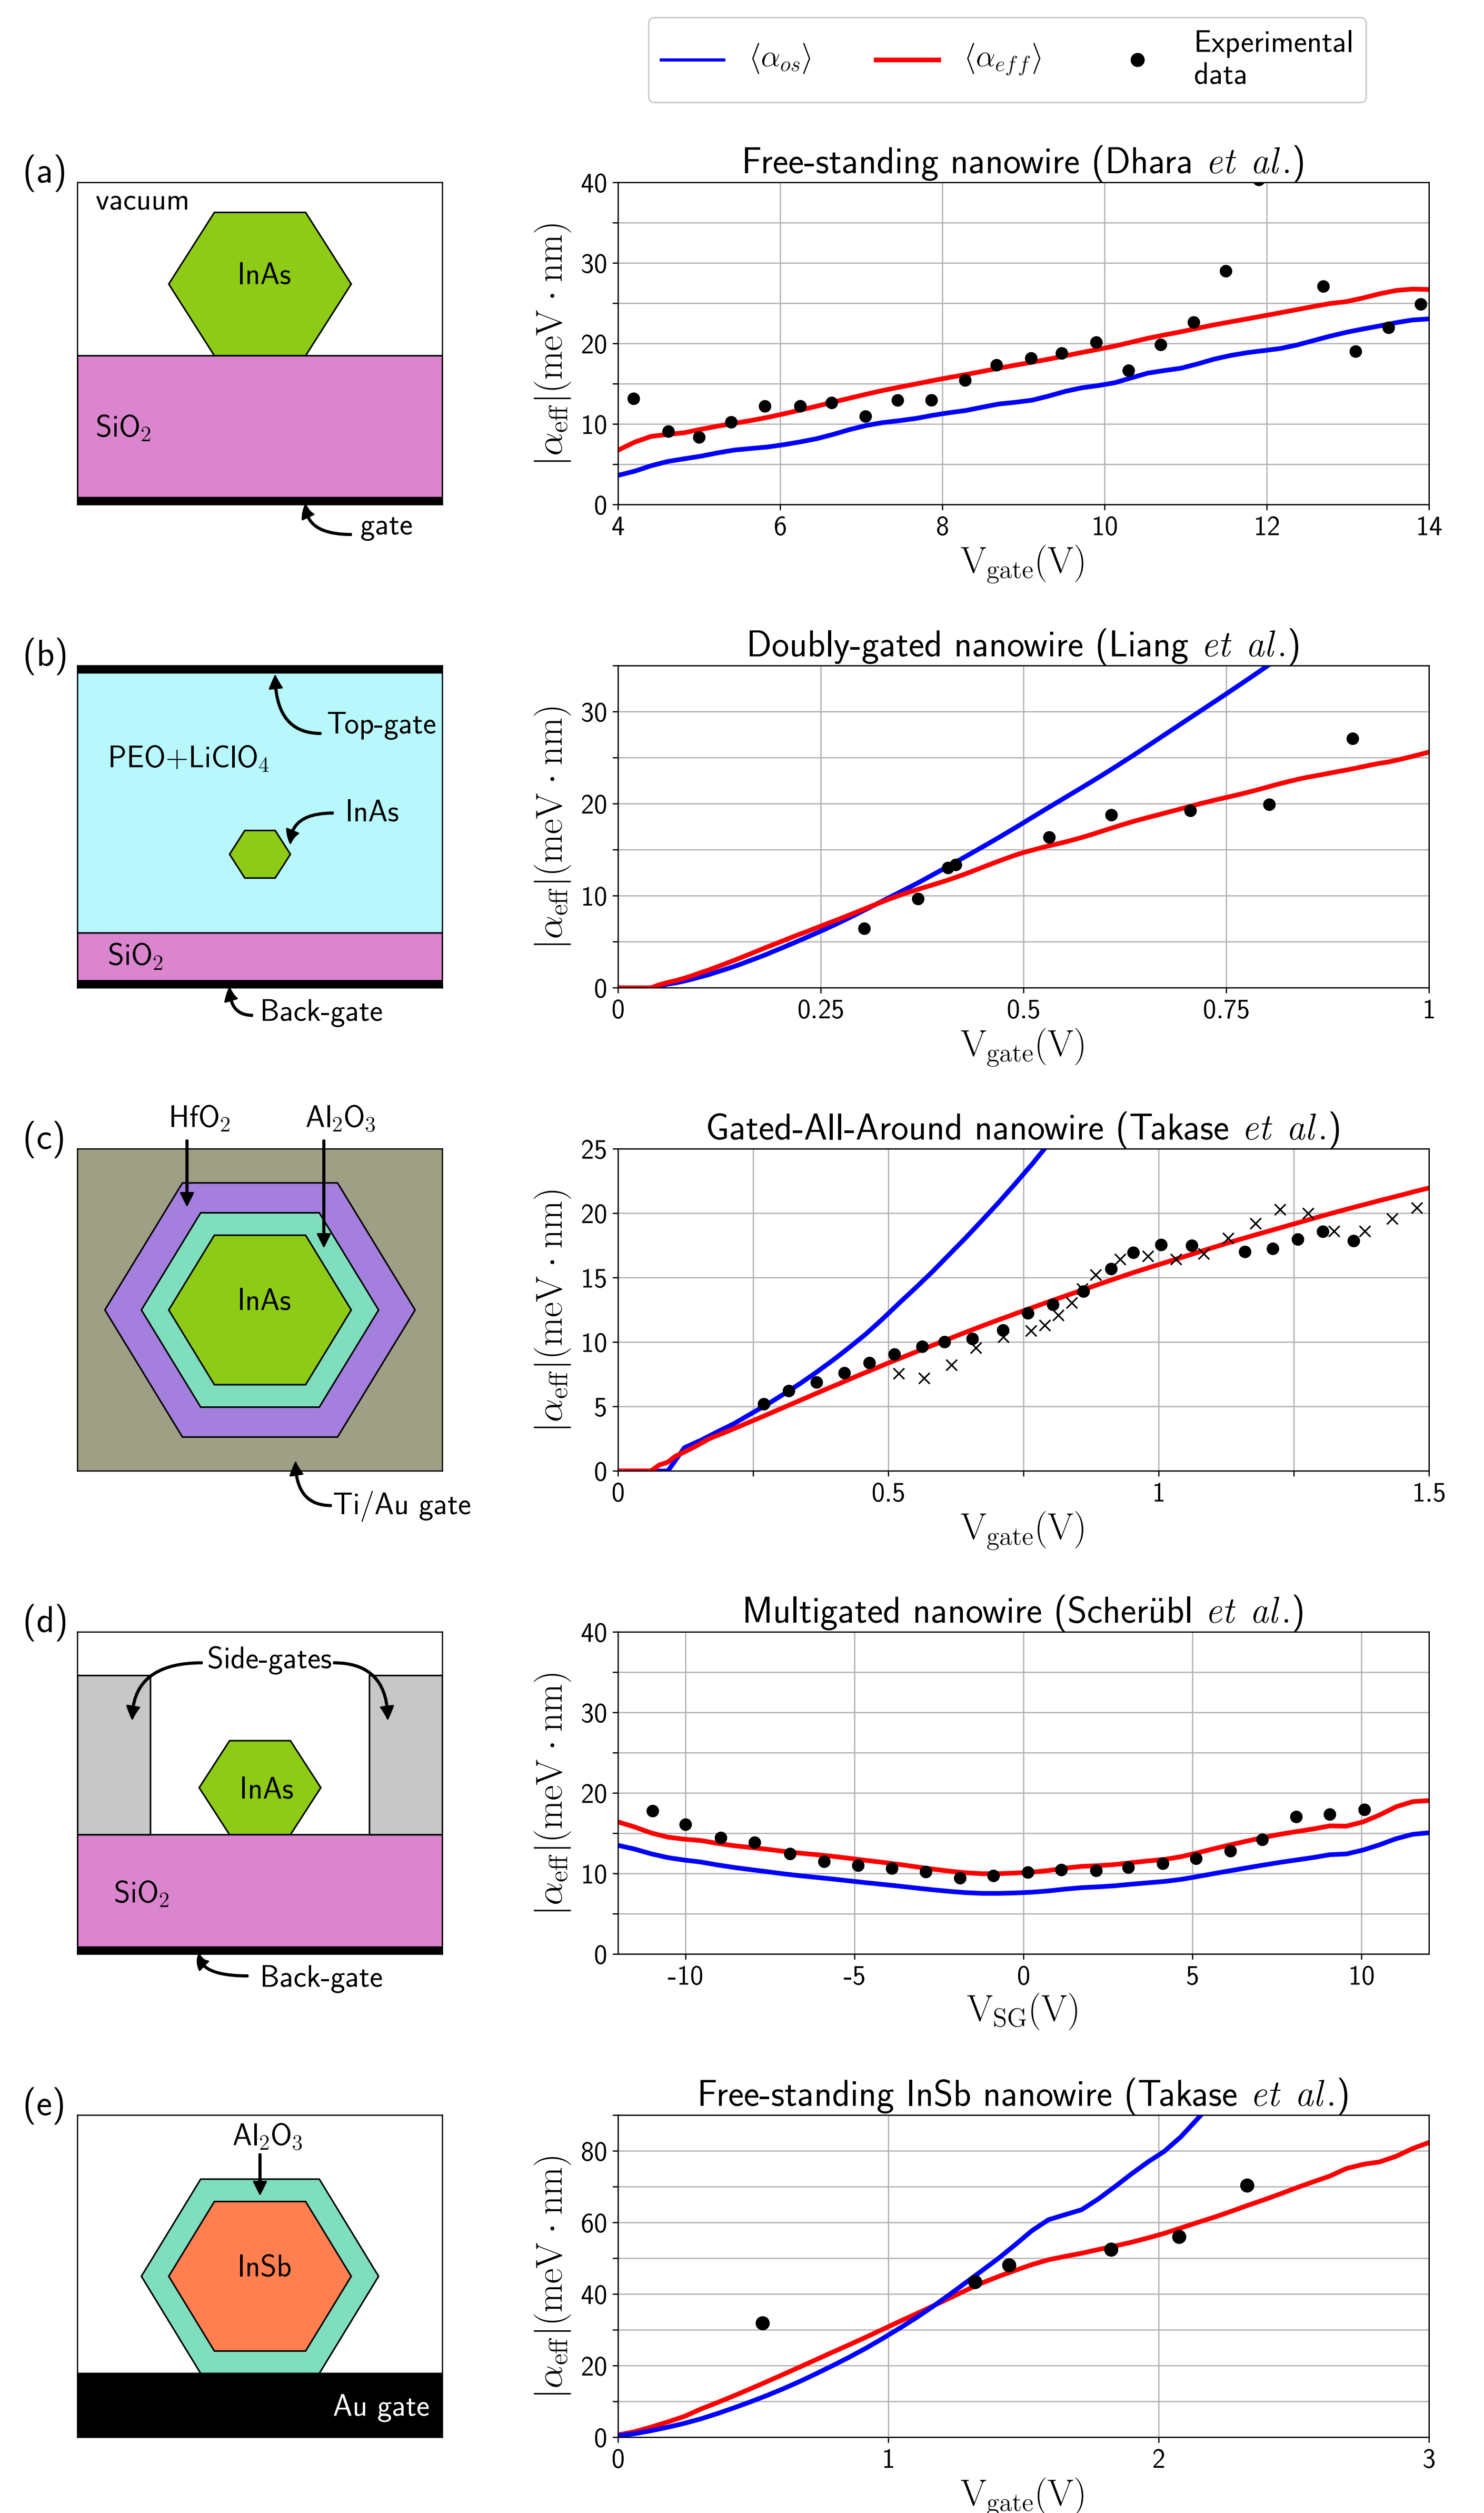 ⟨α_os⟩ ⟨α_eff⟩ Experimental
data
(a)
Free-standing nanowire (Dhara et al.)
vacuum
InAs
SiO₂
gate
|α_eff|(meV · nm)
40
30
20
10
0
4 6 8 10 12 14
V_gate(V)
(b)
Doubly-gated nanowire (Liang et al.)
Top-gate
PEO+LiClO₄
InAs
SiO₂
Back-gate
|α_eff|(meV · nm)
30
20
10
0
0 0.25 0.5 0.75 1
V_gate(V)
(c)
HfO₂ Al₂O₃
Gated-All-Around nanowire (Takase et al.)
InAs
Ti/Au gate
|α_eff|(meV · nm)
25
20
15
10
5
0
0 0.5 1 1.5
V_gate(V)
(d)
Multigated nanowire (Scherübl et al.)
Side-gates
InAs
SiO₂
Back-gate
|α_eff|(meV · nm)
40
30
20
10
0
-10 -5 0 5 10
V_SG(V)
(e)
Free-standing InSb nanowire (Takase et al.)
Al₂O₃
InSb
Au gate
|α_eff|(meV · nm)
80
60
40
20
0
0 1 2 3
V_gate(V)